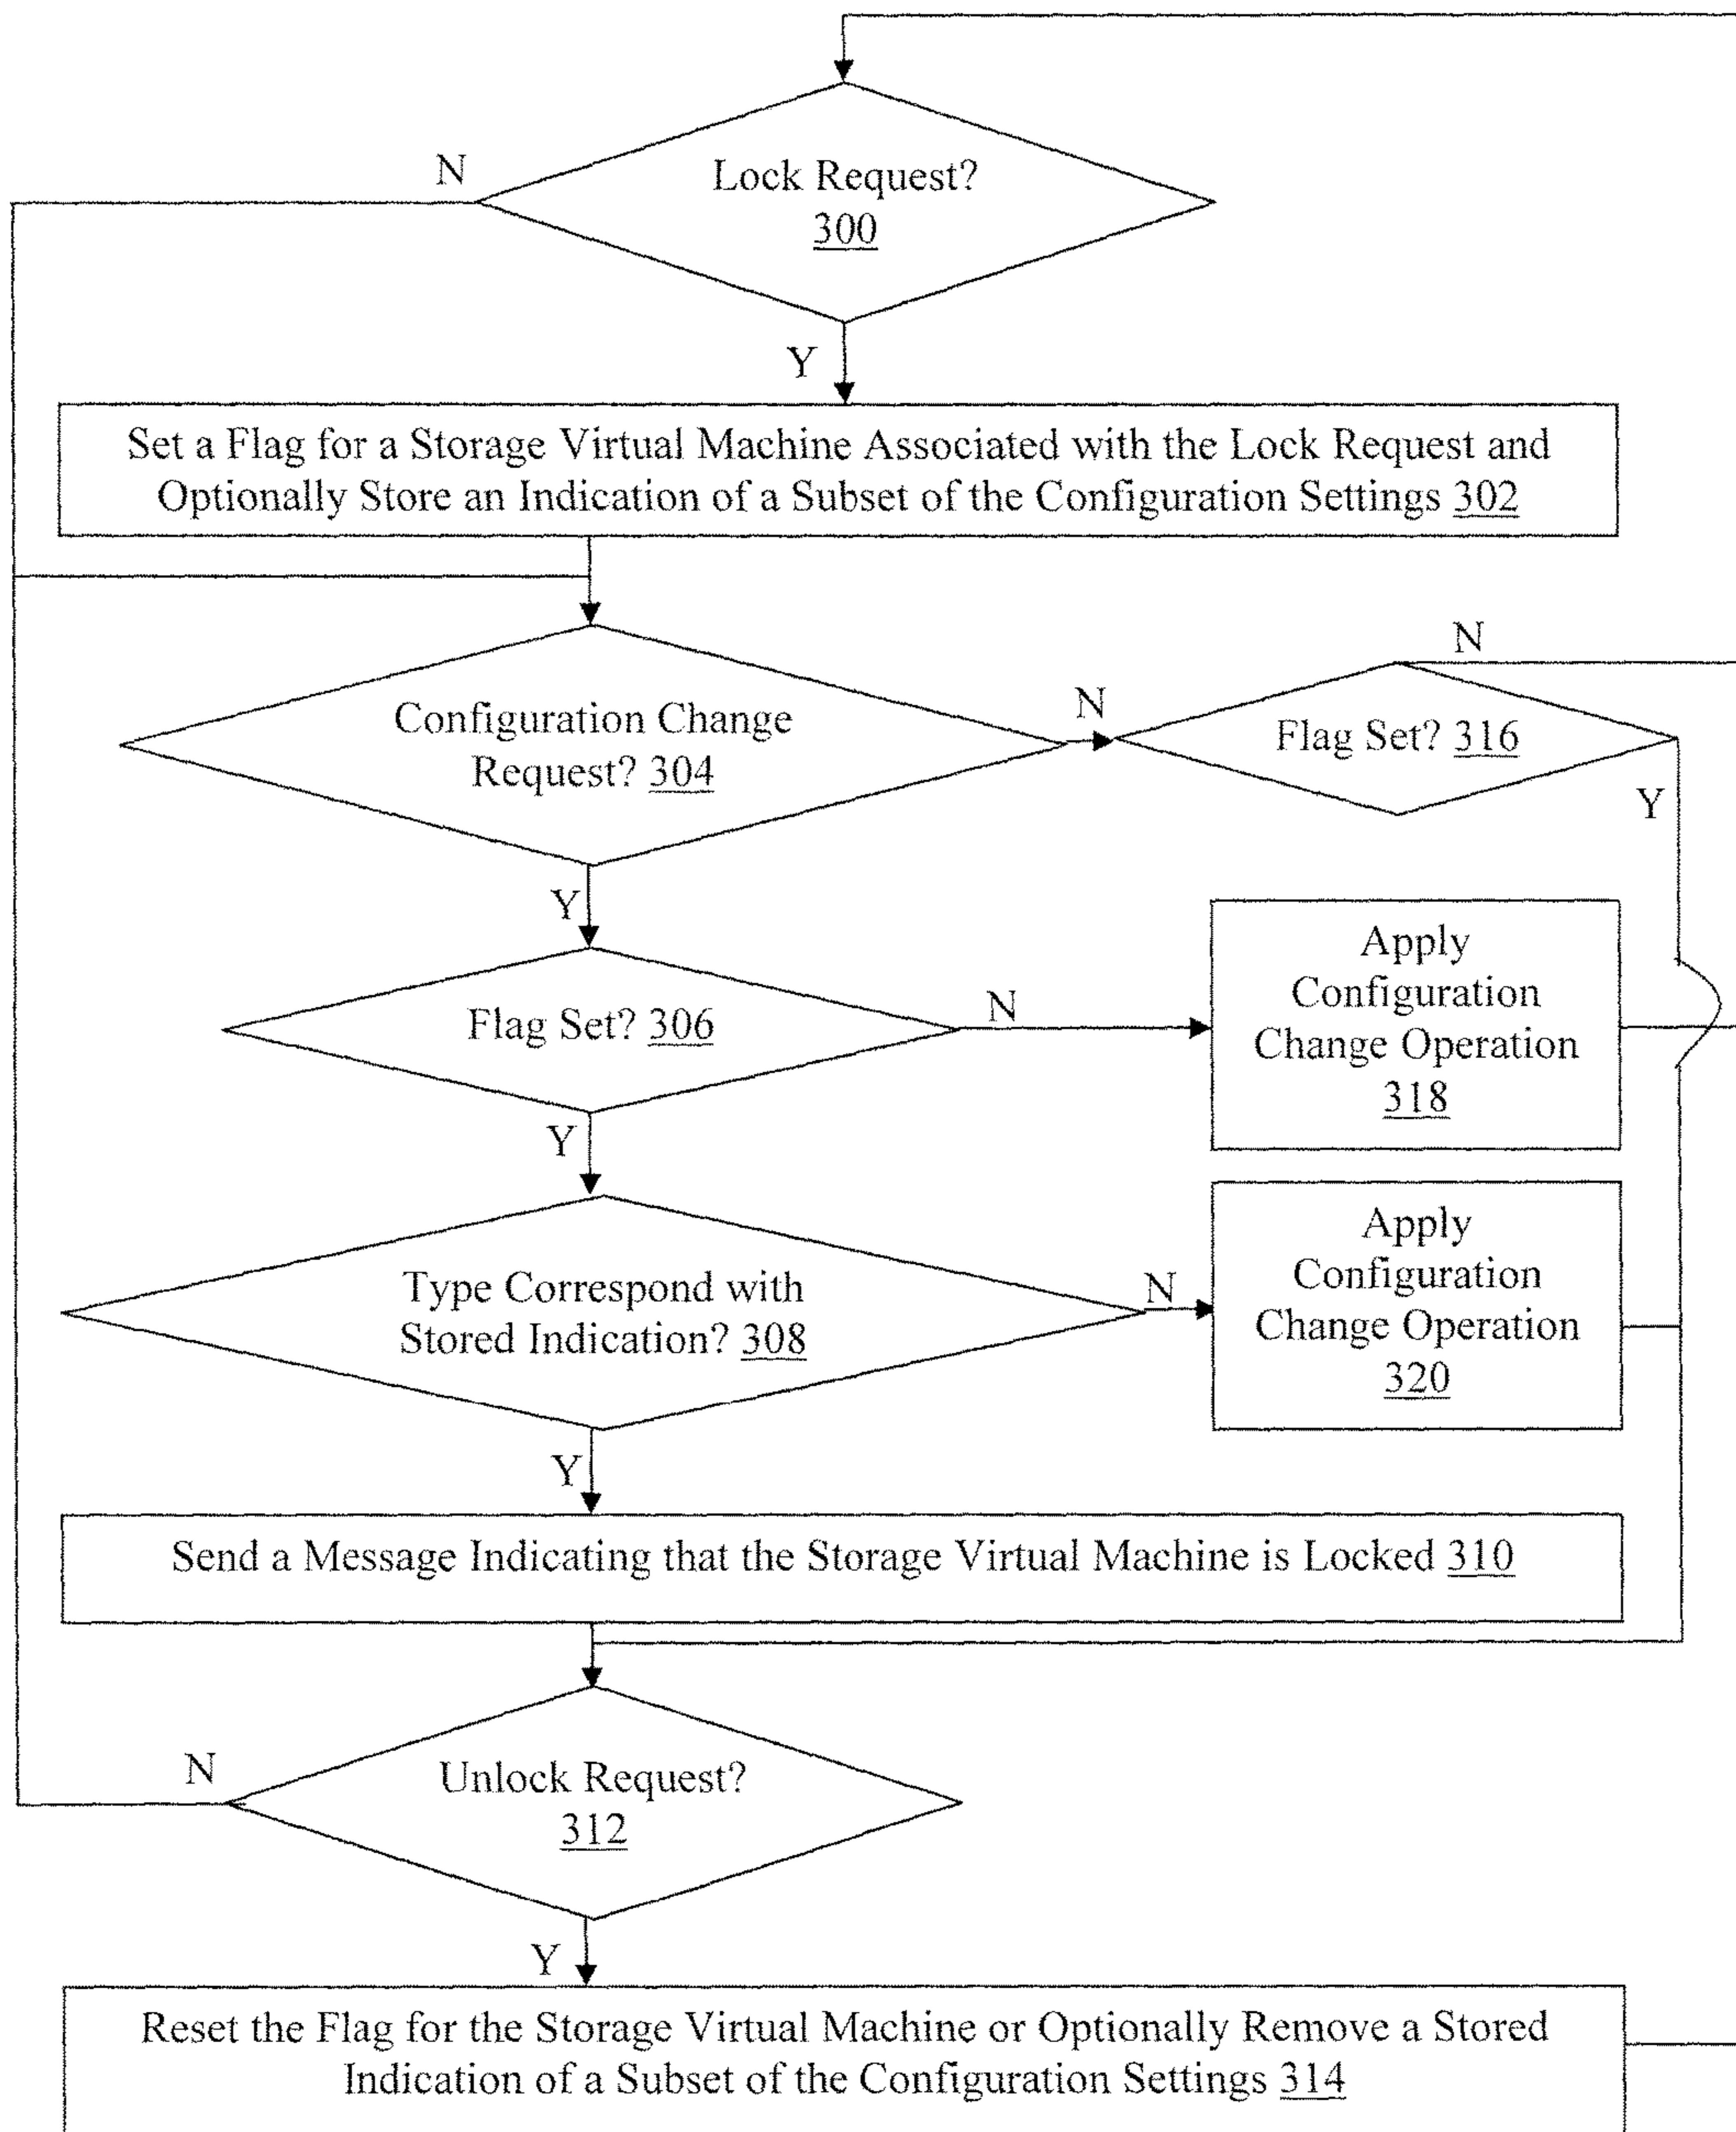 N
Lock Request?
300
Y
Set a Flag for a Storage Virtual Machine Associated with the Lock Request and
Optionally Store an Indication of a Subset of the Configuration Settings 302
Configuration Change
Request? 304
N
N
Flag Set? 316
Y
Y
Flag Set? 306
N
Apply
Configuration
Change Operation
318
Y
Type Correspond with
Stored Indication? 308
N
Apply
Configuration
Change Operation
320
Y
Send a Message Indicating that the Storage Virtual Machine is Locked 310
N
Unlock Request?
312
Y
Reset the Flag for the Storage Virtual Machine or Optionally Remove a Stored
Indication of a Subset of the Configuration Settings 314